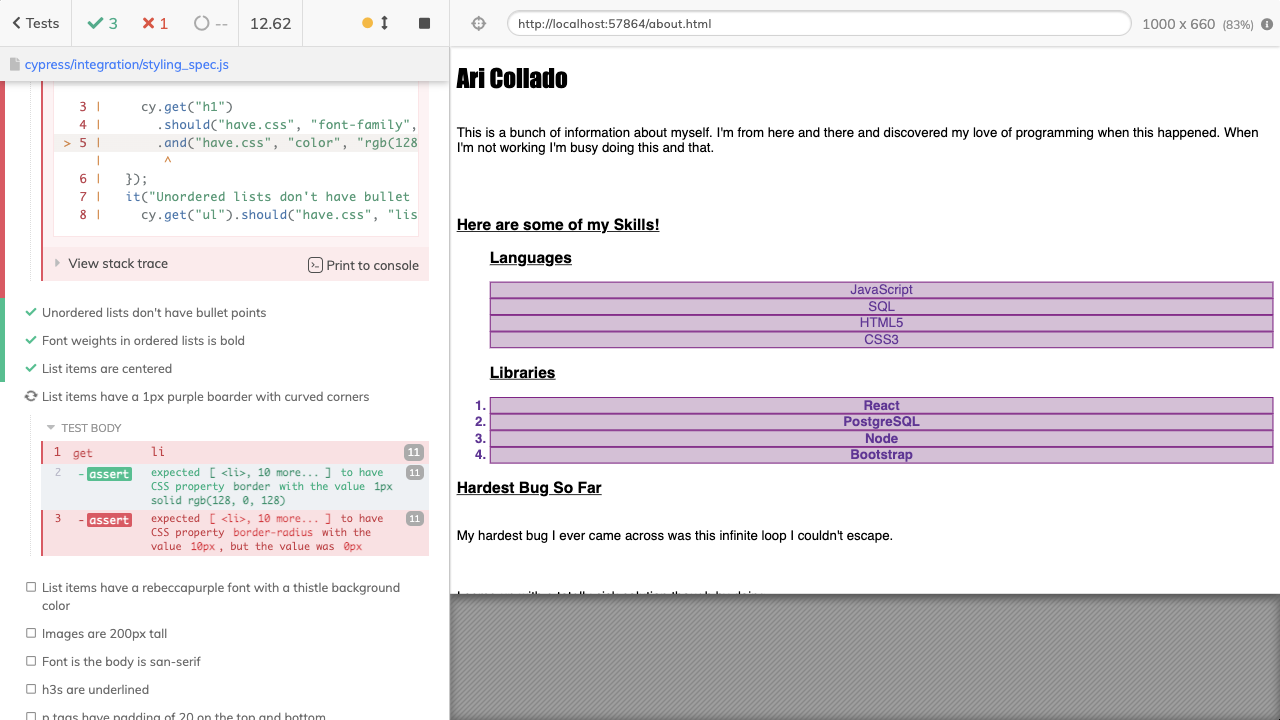 Tests
3
1
--
12.62
http://localhost:57864/about.html
1000 x 660 (83%)
cypress/integration/styling_spec.js
3 | cy.get("h1")
4 | .should("have.css", "font-family",
> 5 | .and("have.css", "color", "rgb(128
| ^
6 | });
7 | it("Unordered lists don't have bullet
8 | cy.get("ul").should("have.css", "lis
View stack trace
Print to console
Unordered lists don't have bullet points
Font weights in ordered lists is bold
List items are centered
List items have a 1px purple boarder with curved corners
TEST BODY
1 get li 11
2 -assert expected [ <li>, 10 more... ] to have 11
CSS property border with the value 1px
solid rgb(128, 0, 128)
3 -assert expected [ <li>, 10 more... ] to have 11
CSS property border-radius with the
value 10px, but the value was 0px
List items have a rebeccapurple font with a thistle background
color
Images are 200px tall
Font is the body is san-serif
h3s are underlined
p tags have padding of 20 on the top and bottom
Ari Collado
This is a bunch of information about myself. I'm from here and there and discovered my love of programming when this happened. When
I'm not working I'm busy doing this and that.
Here are some of my Skills!
Languages
JavaScript
SQL
HTML5
CSS3
Libraries
1. React
2. PostgreSQL
3. Node
4. Bootstrap
Hardest Bug So Far
My hardest bug I ever came across was this infinite loop I couldn't escape.